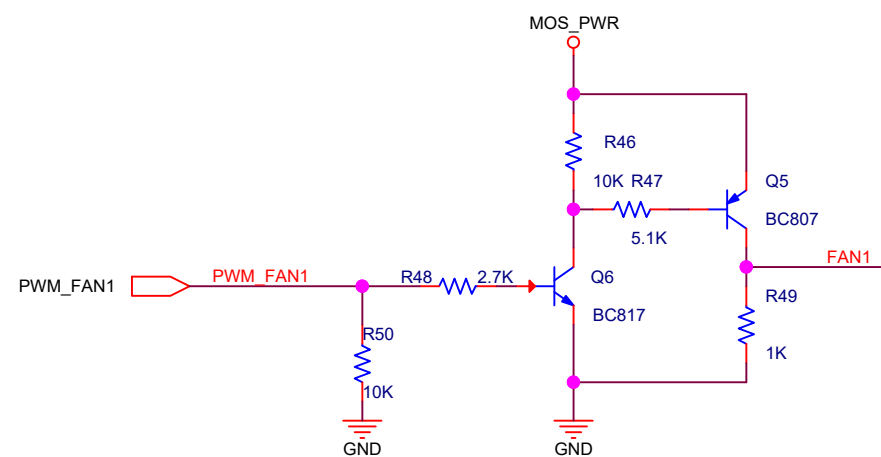 MOS_PWR
R46
10K
R47
5.1K
Q5
BC807
FAN1
PWM_FAN1
PWM_FAN1
R48
2.7K
Q6
BC817
R49
1K
R50
10K
GND
GND